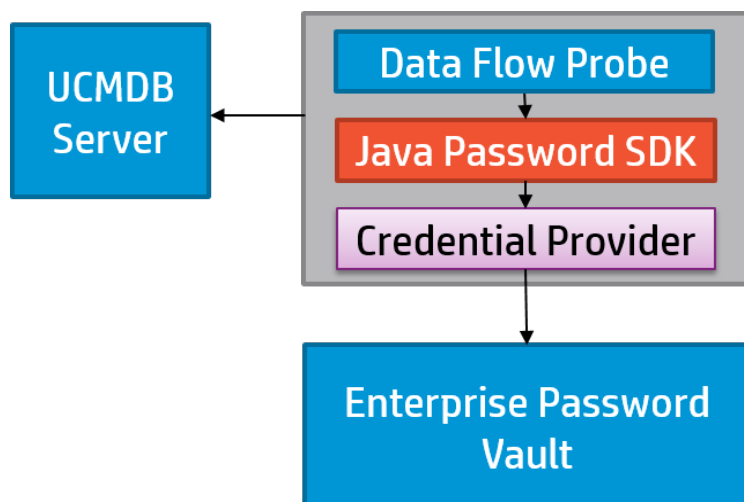 UCMDB
Server
Data Flow Probe
Java Password SDK
Credential Provider
Enterprise Password
Vault